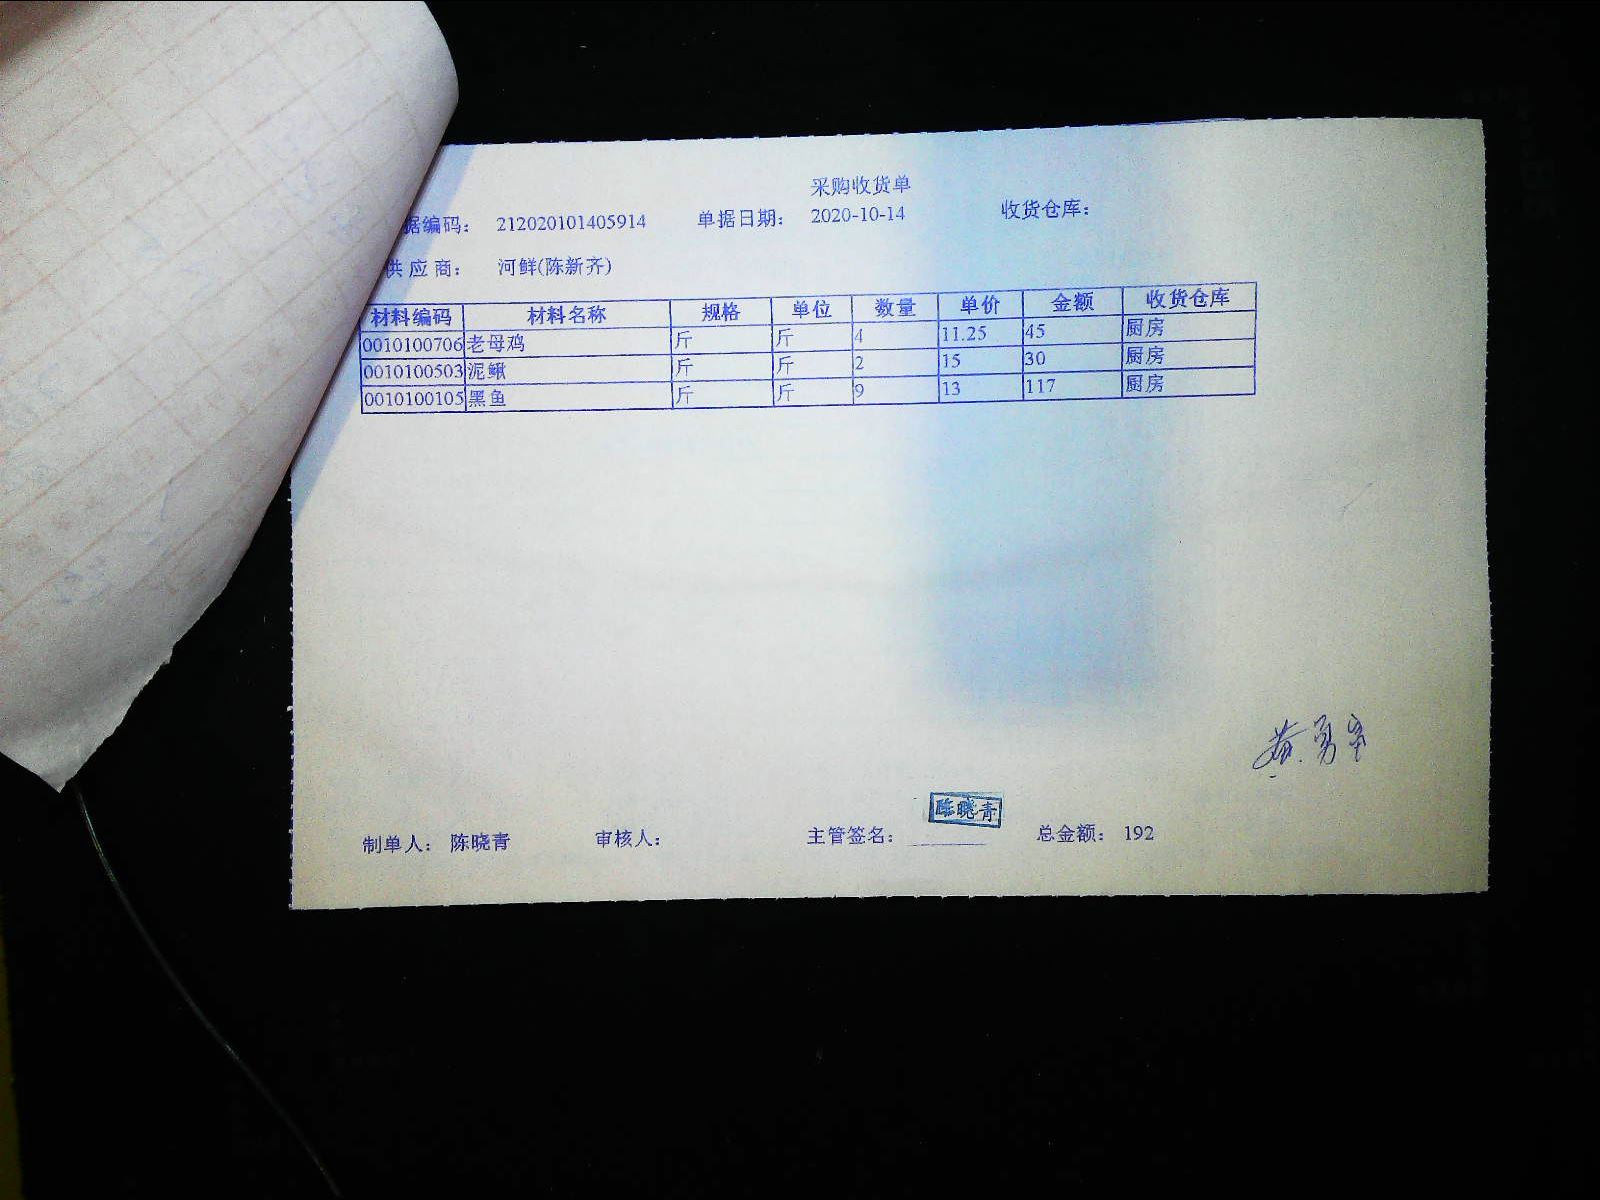 采购收货单
据编码： 212020101405914 单据日期： 2020-10-14 收货仓库：
供应商： 河鲜(陈新齐)
材料编码 材料名称 规格 单位 数量 单价 金额 收货仓库
0010100706 老母鸡 斤 斤 4 11.25 45 厨房
0010100503 泥鳅 斤 斤 2 15 30 厨房
0010100105 黑鱼 斤 斤 9 13 117 厨房
陈晓青
制单人： 陈晓青 审核人： 主管签名： 总金额： 192